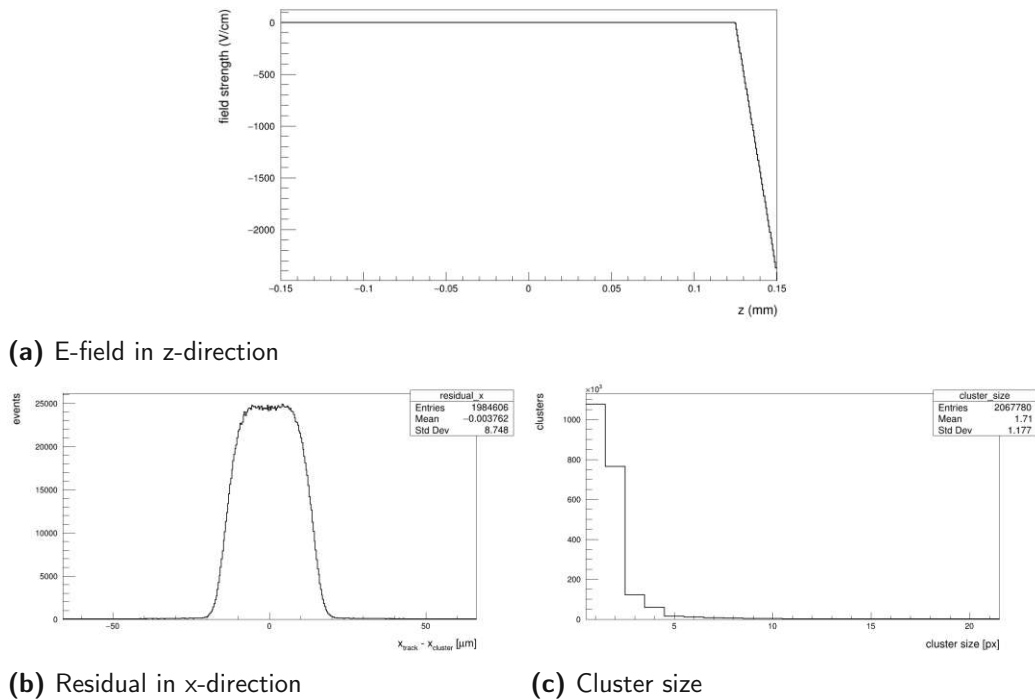 field strength (V/cm)
0
−500
−1000
−1500
−2000
−0.15
−0.1
−0.05
0
0.05
0.1
0.15
z (mm)
(a) E-field in z-direction
events
25000
20000
15000
10000
5000
0
−50
0
50
x_track - x_cluster [μm]
residual_x
Entries 1984606
Mean −0.003762
Std Dev 8.748
(b) Residual in x-direction
clusters
×10³
1000
800
600
400
200
0
5
10
15
20
cluster size [px]
cluster_size
Entries 2067780
Mean 1.71
Std Dev 1.177
(c) Cluster size